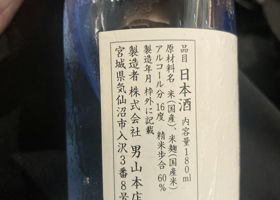 品目 日本酒 内容量180ml
原材料名 米(国産)、米麹(国産米)
アルコール分 16度 精米歩合 60%
製造年月 枠外に記載
製造者 株式会社 男山本店
宮城県気仙沼市入沢3番8号